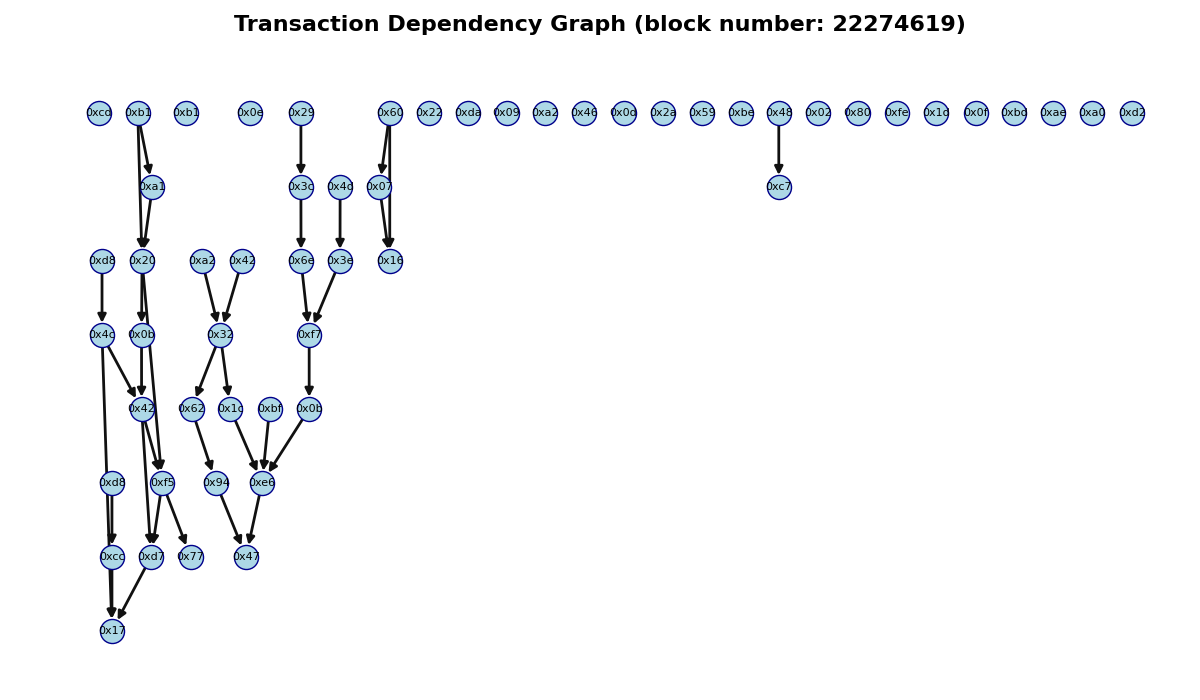 Transaction Dependency Graph (block number: 22274619)
0xcd 0xb1 0xb1 0x0e 0x29 0x60 0x22 0xda 0x09 0xa2 0x46 0x0d 0x2a 0x59 0xbe 0x48 0x02 0x80 0xfe 0x1d 0x0f 0xbd 0xae 0xa0 0xd2
0xa1 0x3c 0x4d 0x07 0xc7
0xd8 0x20 0xa2 0x42 0x6e 0x3e 0x16
0x4c 0x0b 0x32 0xf7
0x42 0x62 0x1c 0xbf 0x0b
0xd8 0xf5 0x94 0xe6
0xcc 0xd7 0x77 0x47
0x17